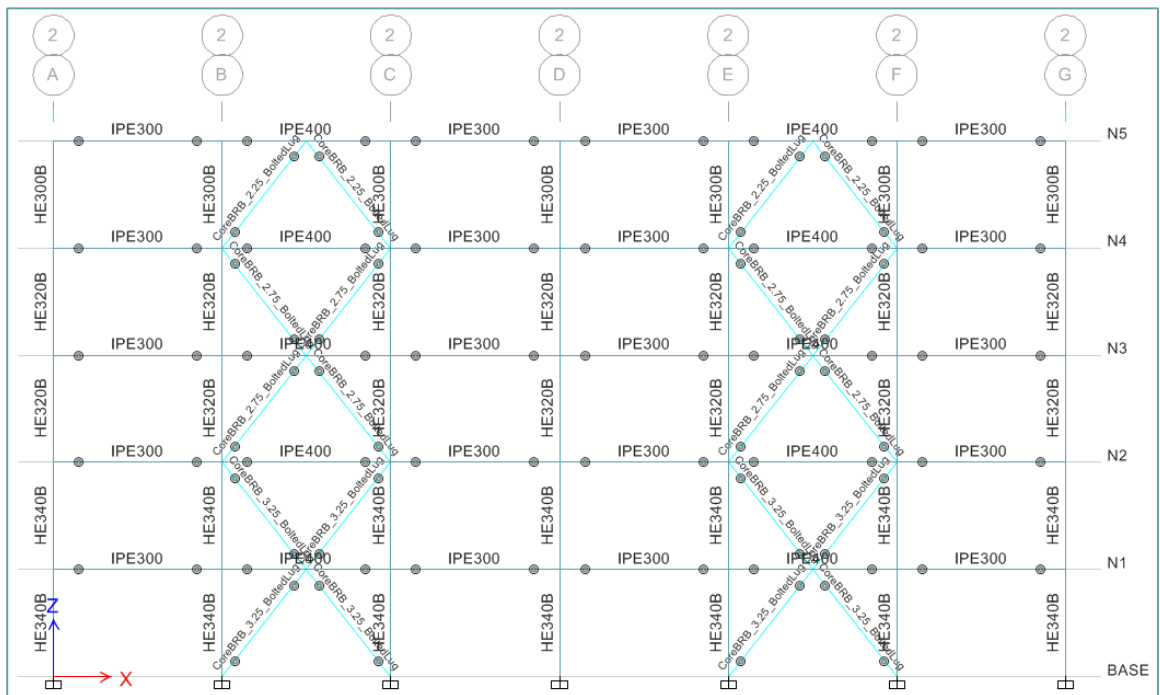 2 2 2 2 2 2 2
A B C D E F G
IPE300 IPE400 IPE300 IPE300 IPE400 IPE300 N5
HE300B HE300B CoreBRB_2.25_BoltedLug CoreBRB_2.25_BoltedLug HE300B HE300B HE300B CoreBRB_2.25_BoltedLug CoreBRB_2.25_BoltedLug HE300B HE300B
IPE300 IPE400 IPE300 IPE300 IPE400 IPE300 N4
HE320B HE320B CoreBRB_2.75_BoltedLug CoreBRB_2.75_BoltedLug HE320B HE320B HE320B CoreBRB_2.75_BoltedLug CoreBRB_2.75_BoltedLug HE320B HE320B
IPE300 IPE400 IPE300 IPE300 IPE400 IPE300 N3
HE320B HE320B CoreBRB_2.75_BoltedLug CoreBRB_2.75_BoltedLug HE320B HE320B HE320B CoreBRB_2.75_BoltedLug CoreBRB_2.75_BoltedLug HE320B HE320B
IPE300 IPE400 IPE300 IPE300 IPE400 IPE300 N2
HE340B HE340B CoreBRB_3.25_BoltedLug CoreBRB_3.25_BoltedLug HE340B HE340B HE340B CoreBRB_3.25_BoltedLug CoreBRB_3.25_BoltedLug HE340B HE340B
IPE300 IPE400 IPE300 IPE300 IPE400 IPE300 N1
HE340B HE340B CoreBRB_3.25_BoltedLug CoreBRB_3.25_BoltedLug HE340B HE340B HE340B CoreBRB_3.25_BoltedLug CoreBRB_3.25_BoltedLug HE340B HE340B
Z
X BASE